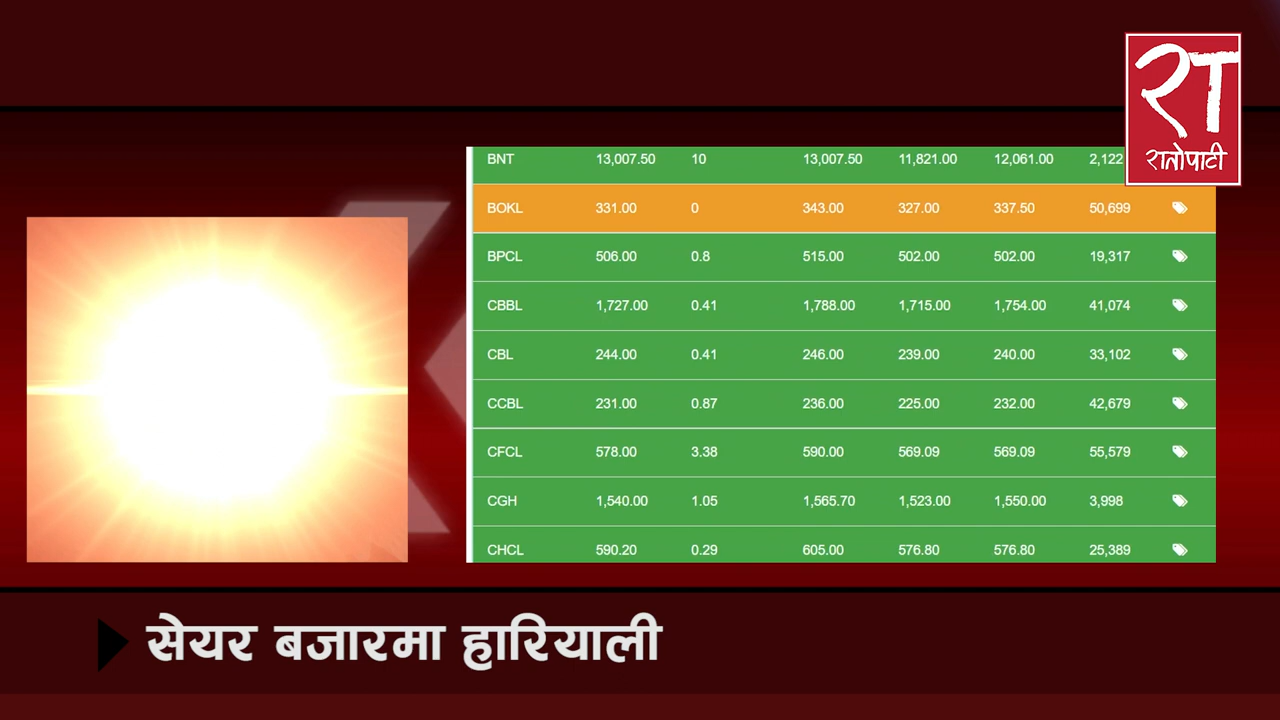 रा
रातोपाटी
BNT 13,007.50 10 13,007.50 11,821.00 12,061.00 2,122
BOKL 331.00 0 343.00 327.00 337.50 50,699
BPCL 506.00 0.8 515.00 502.00 502.00 19,317
CBBL 1,727.00 0.41 1,788.00 1,715.00 1,754.00 41,074
CBL 244.00 0.41 246.00 239.00 240.00 33,102
CCBL 231.00 0.87 236.00 225.00 232.00 42,679
CFCL 578.00 3.38 590.00 569.09 569.09 55,579
CGH 1,540.00 1.05 1,565.70 1,523.00 1,550.00 3,998
CHCL 590.20 0.29 605.00 576.80 576.80 25,389
सेयर बजारमा हारियाली